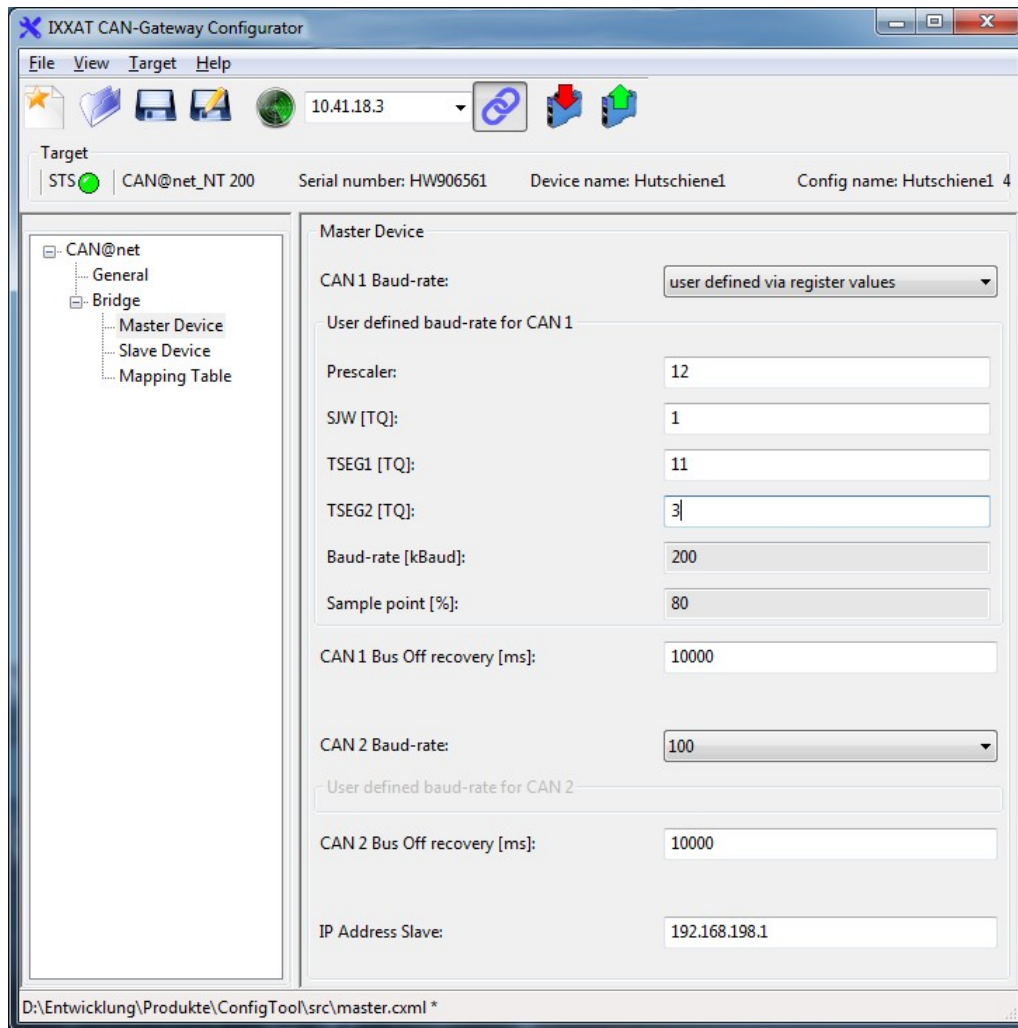 IXXAT CAN-Gateway Configurator
File View Target Help
10.41.18.3
Target
STS CAN@net_NT 200 Serial number: HW906561 Device name: Hutschiene1 Config name: Hutschiene1 4
CAN@net
General
Bridge
Master Device
Slave Device
Mapping Table
Master Device
CAN 1 Baud-rate: user defined via register values
User defined baud-rate for CAN 1
Prescaler: 12
SJW [TQ]: 1
TSEG1 [TQ]: 11
TSEG2 [TQ]: 3
Baud-rate [kBaud]: 200
Sample point [%]: 80
CAN 1 Bus Off recovery [ms]: 10000
CAN 2 Baud-rate: 100
User defined baud-rate for CAN 2
CAN 2 Bus Off recovery [ms]: 10000
IP Address Slave: 192.168.198.1
D:\Entwicklung\Produkte\ConfigTool\src\master.cxml *